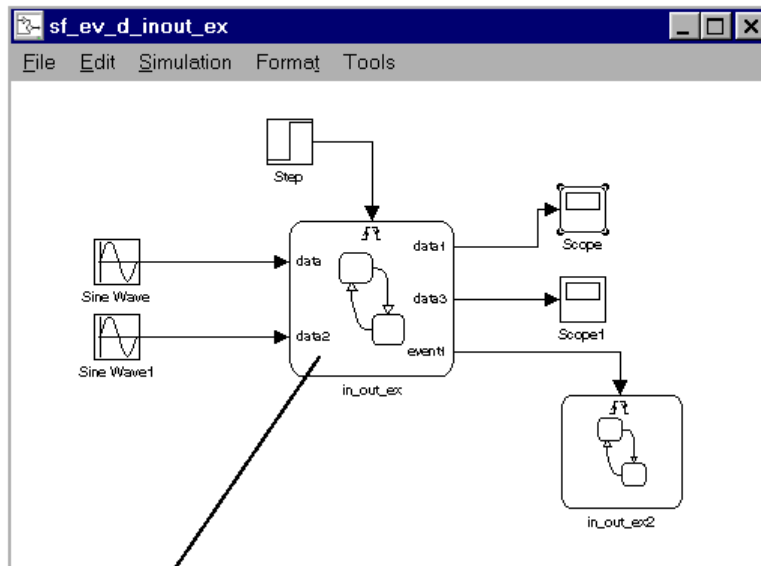 sf_ev_d_inout_ex
File Edit Simulation Format Tools
Step
data1
Scope
data
Sine Wave
data3
Scope1
data2
Sine Wave1
event1
in_out_ex
in_out_ex2